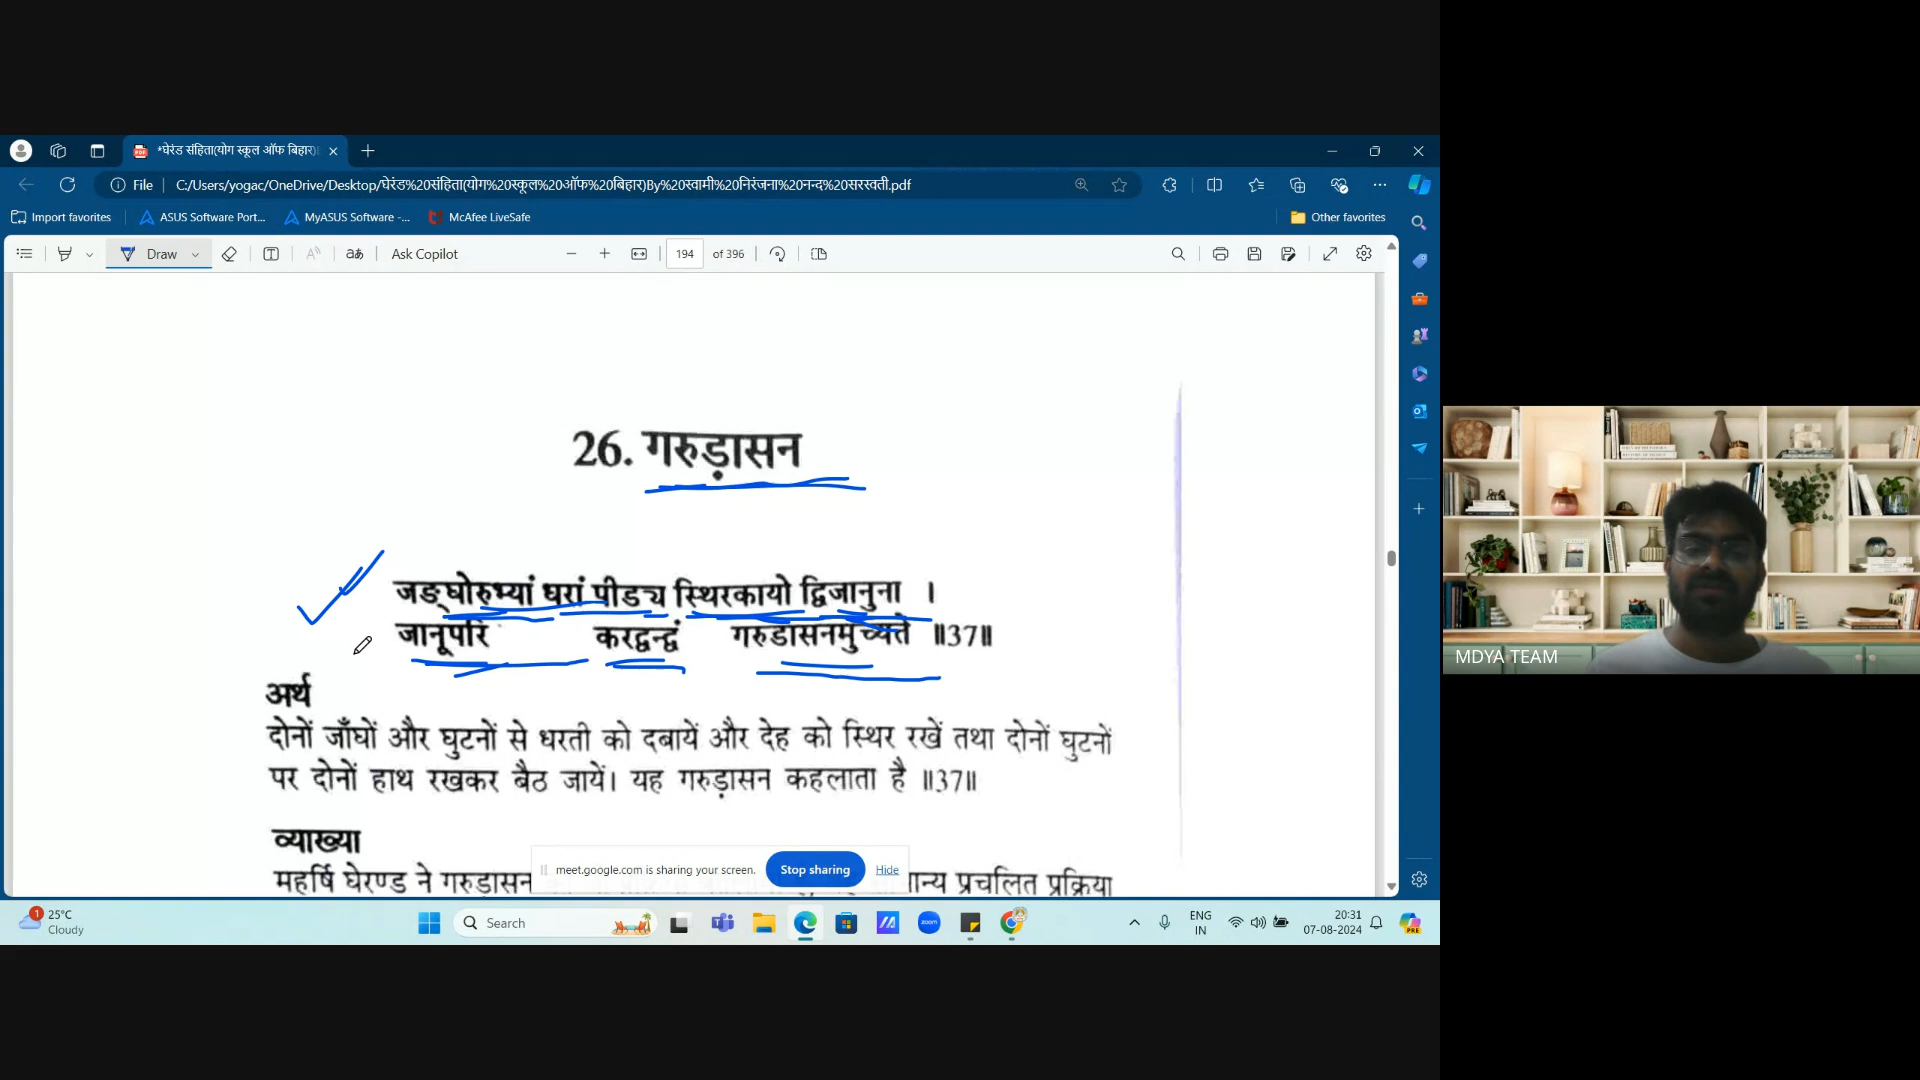 *घेरंड संहिता(योग स्कूल ऑफ बिहार)
File
C:/Users/yogac/OneDrive/Desktop/घेरंड%20संहिता(योग%20स्कूल%20ऑफ%20बिहार)By%20स्वामी%20निरंजना%20नन्द%20सरस्वती.pdf
Import favorites
ASUS Software Port...
MyASUS Software -...
McAfee LiveSafe
Other favorites
Draw
Ask Copilot
194
of 396
26. गरुड़ासन
जङ्घोरुभ्यां धरां पीड्य स्थिरकायो द्विजानुना ।
जानूपरि करद्वन्द्वं गरुडासनमुच्यते ॥37॥
अर्थ
दोनों जाँघों और घुटनों से धरती को दबायें और देह को स्थिर रखें तथा दोनों घुटनों
पर दोनों हाथ रखकर बैठ जायें। यह गरुड़ासन कहलाता है ॥37॥
व्याख्या
महर्षि घेरण्ड ने गरुडासन प्रचलित प्रक्रिया
meet.google.com is sharing your screen.
Stop sharing
Hide
MDYA TEAM
1
25°C
Cloudy
Search
zoom
PRE
ENG
IN
20:31
07-08-2024